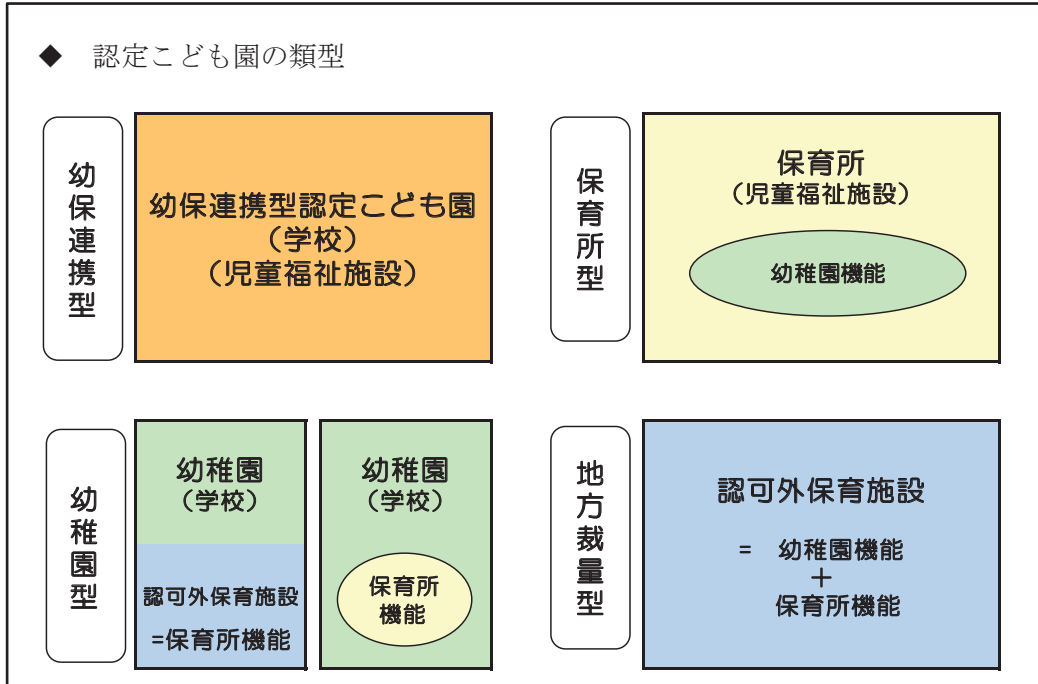 ◆ 認定こども園の類型
幼保連携型
幼保連携型認定こども園
（学校）
（児童福祉施設）
保育所型
保育所
（児童福祉施設）
幼稚園機能
幼稚園型
幼稚園
（学校）
認可外保育施設
=保育所機能
幼稚園
（学校）
保育所
機能
地方裁量型
認可外保育施設
= 幼稚園機能
＋
保育所機能